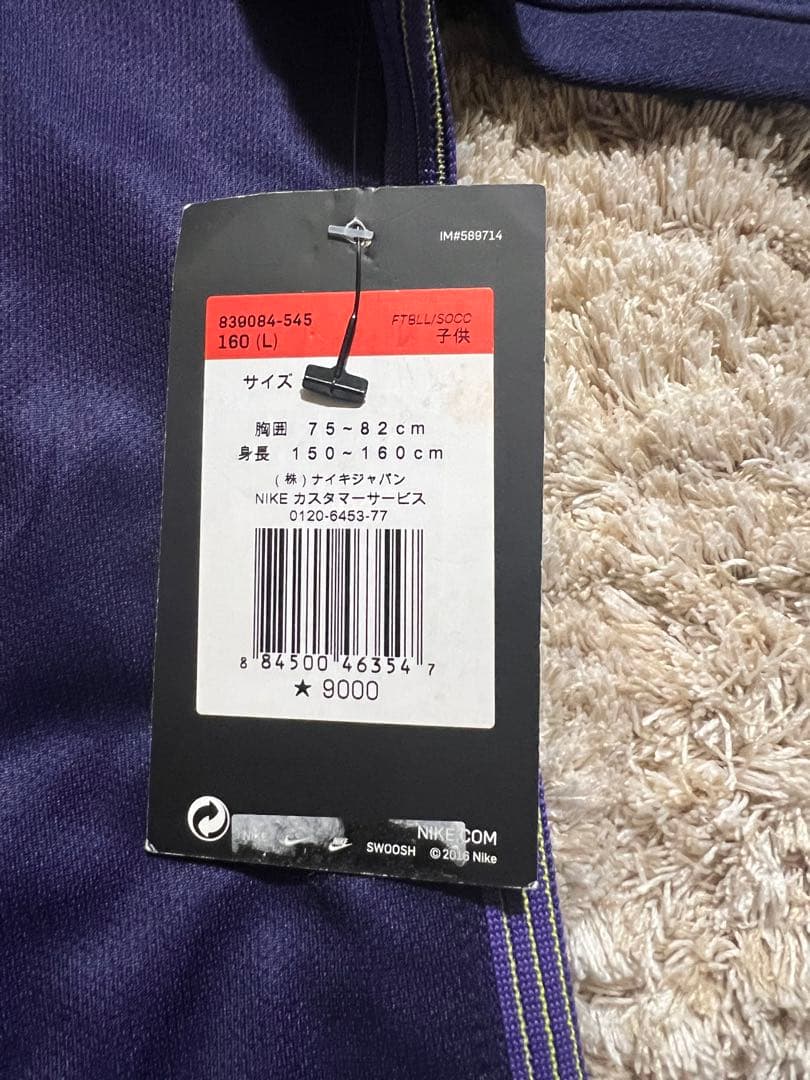 IM#589714
839084-545
FTBLL/SOCC
160 (L)
子供
サイズ
胸囲 75~82cm
身長 150~160cm
(株)ナイキジャパン
NIKE カスタマーサービス
0120-6453-77
8 84500 46354 7
★ 9000
NIKE
NIKE.COM
SWOOSH © 2016 Nike